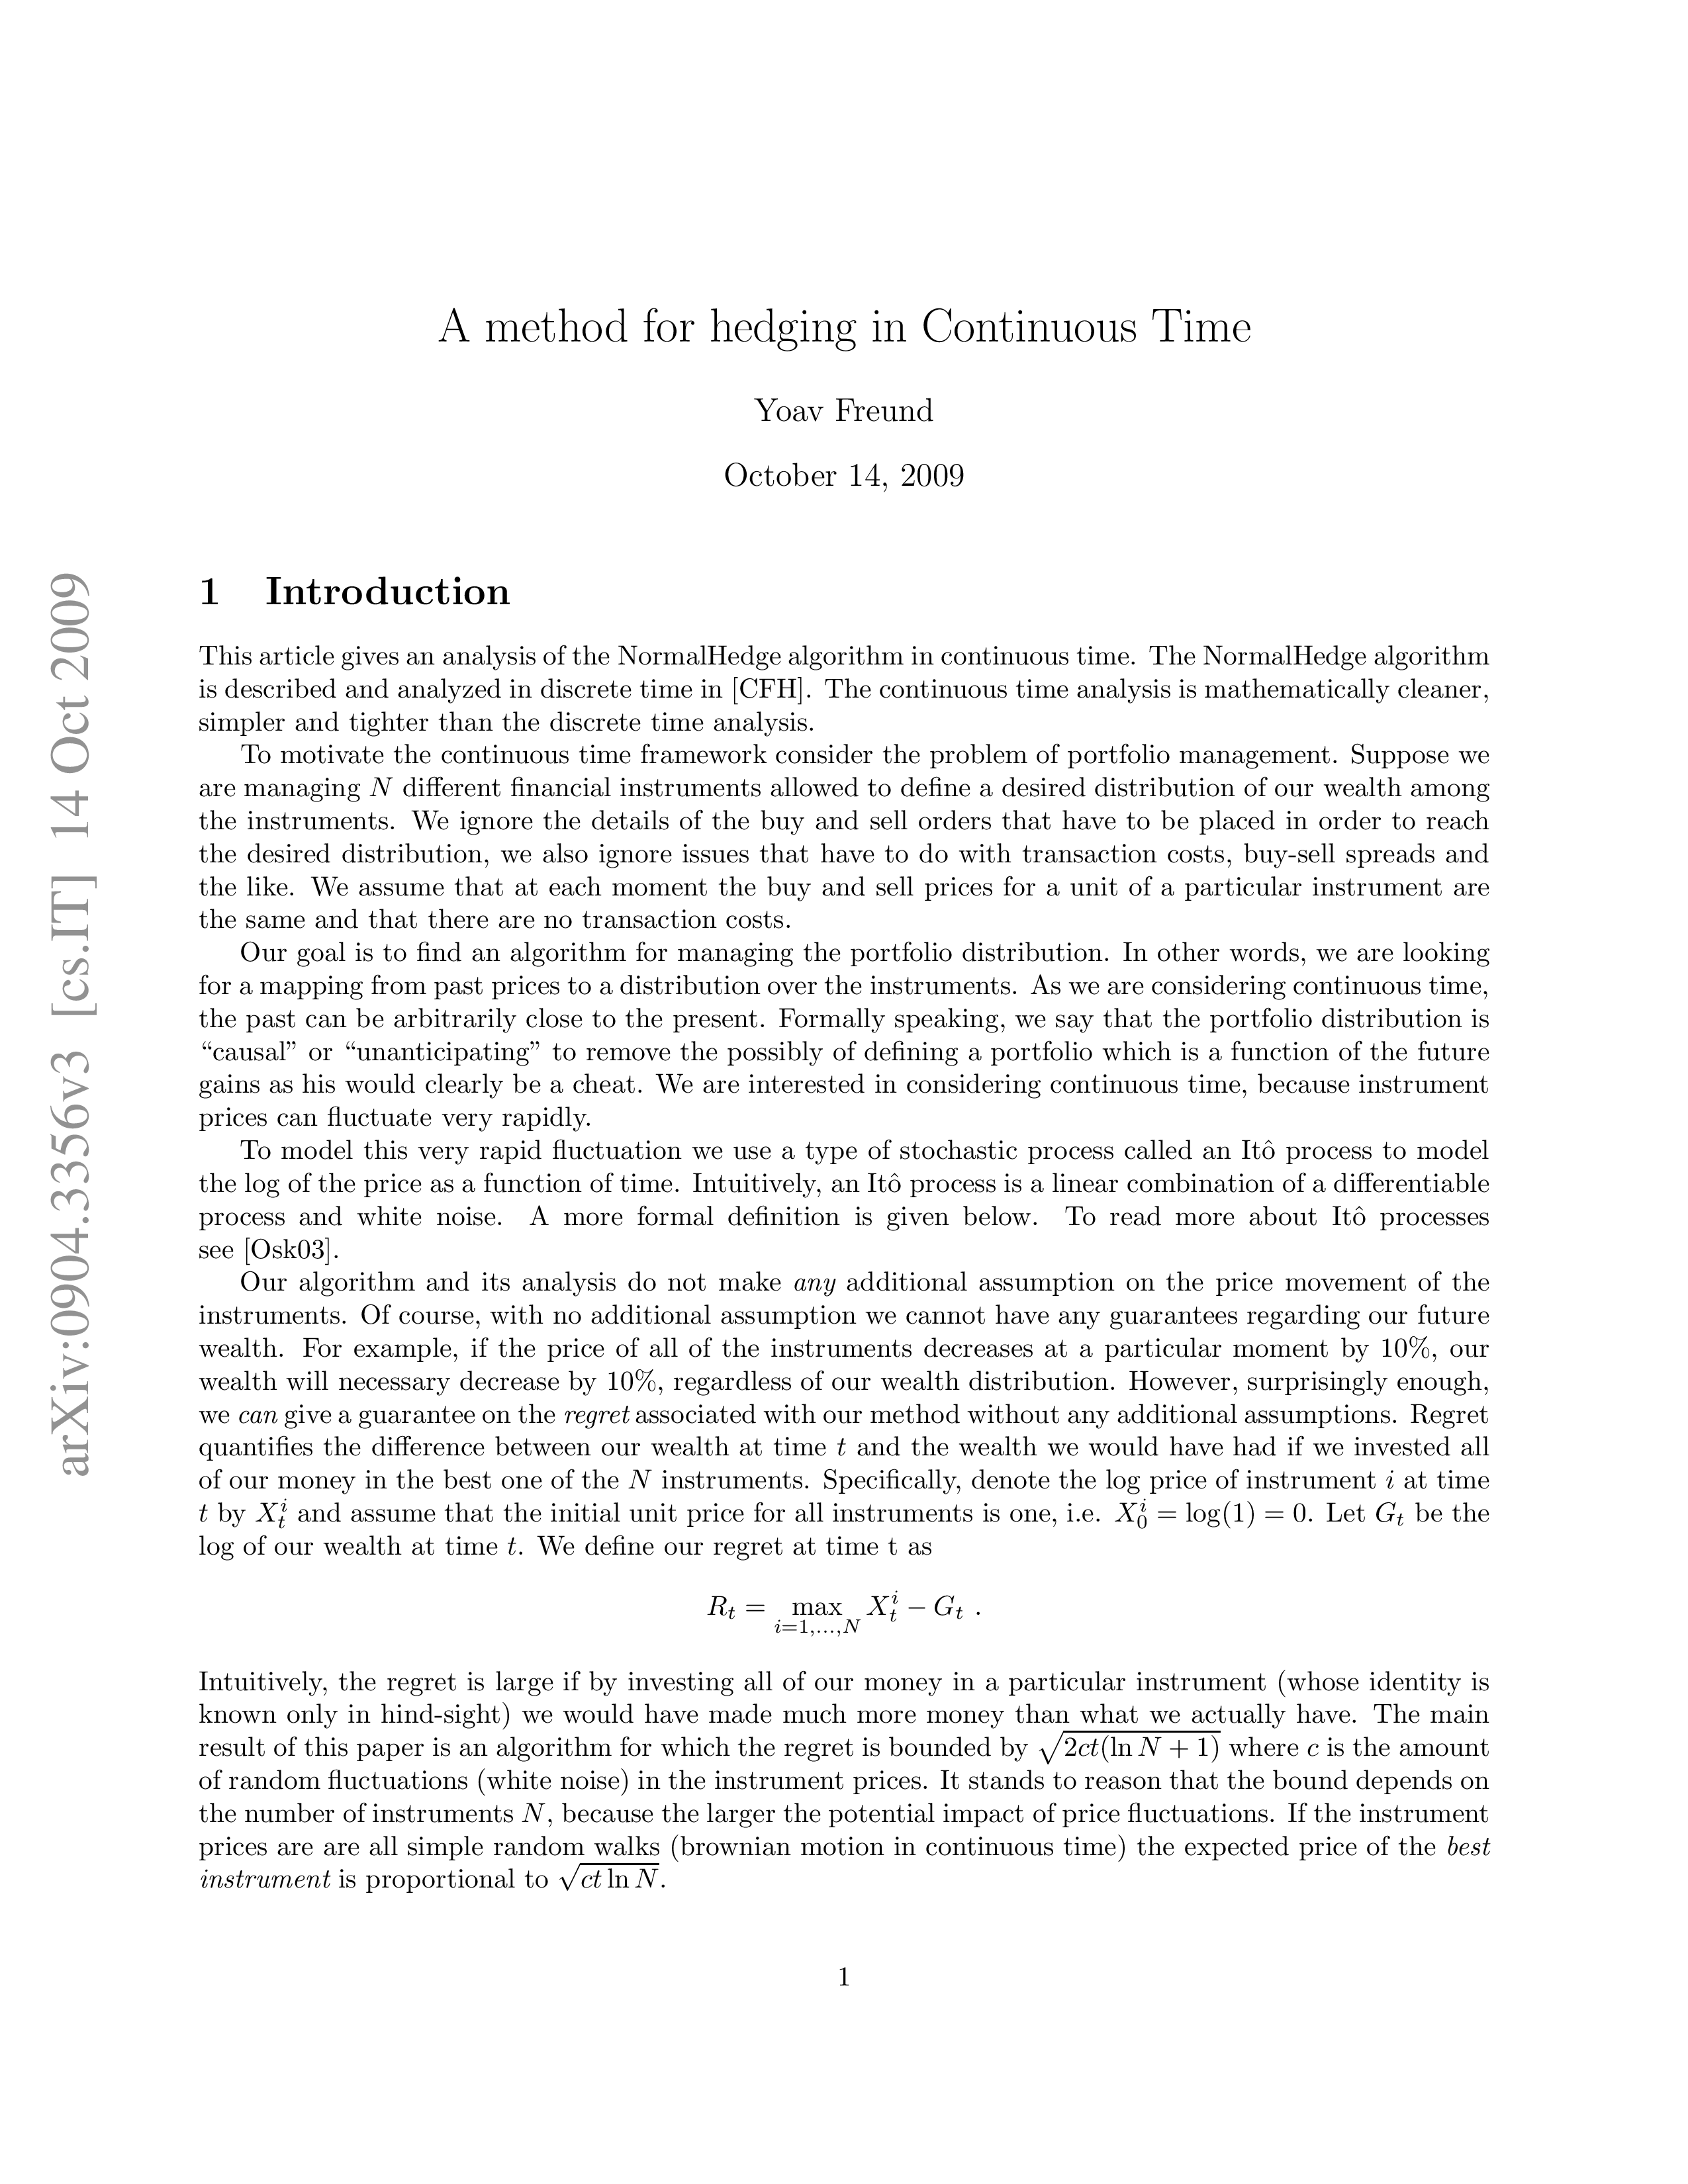 A method for hedging in Continuous Time
Yoav Freund
October 14, 2009
arXiv:0904.3356v3 [cs.IT] 14 Oct 2009
1 Introduction
This article gives an analysis of the NormalHedge algorithm in continuous time. The NormalHedge algorithm
is described and analyzed in discrete time in [CFH]. The continuous time analysis is mathematically cleaner,
simpler and tighter than the discrete time analysis.
To motivate the continuous time framework consider the problem of portfolio management. Suppose we
are managing N different financial instruments allowed to define a desired distribution of our wealth among
the instruments. We ignore the details of the buy and sell orders that have to be placed in order to reach
the desired distribution, we also ignore issues that have to do with transaction costs, buy-sell spreads and
the like. We assume that at each moment the buy and sell prices for a unit of a particular instrument are
the same and that there are no transaction costs.
Our goal is to find an algorithm for managing the portfolio distribution. In other words, we are looking
for a mapping from past prices to a distribution over the instruments. As we are considering continuous time,
the past can be arbitrarily close to the present. Formally speaking, we say that the portfolio distribution is
“causal” or “unanticipating” to remove the possibly of defining a portfolio which is a function of the future
gains as his would clearly be a cheat. We are interested in considering continuous time, because instrument
prices can fluctuate very rapidly.
To model this very rapid fluctuation we use a type of stochastic process called an Itô process to model
the log of the price as a function of time. Intuitively, an Itô process is a linear combination of a differentiable
process and white noise. A more formal definition is given below. To read more about Itô processes
see [Osk03].
Our algorithm and its analysis do not make any additional assumption on the price movement of the
instruments. Of course, with no additional assumption we cannot have any guarantees regarding our future
wealth. For example, if the price of all of the instruments decreases at a particular moment by 10%, our
wealth will necessary decrease by 10%, regardless of our wealth distribution. However, surprisingly enough,
we can give a guarantee on the regret associated with our method without any additional assumptions. Regret
quantifies the difference between our wealth at time t and the wealth we would have had if we invested all
of our money in the best one of the N instruments. Specifically, denote the log price of instrument i at time
t by $X_t^i$ and assume that the initial unit price for all instruments is one, i.e. $X_0^i = \log(1) = 0$. Let $G_t$ be the
log of our wealth at time t. We define our regret at time t as
$R_t = \max_{i=1,\ldots,N} X_t^i - G_t$ .
Intuitively, the regret is large if by investing all of our money in a particular instrument (whose identity is
known only in hind-sight) we would have made much more money than what we actually have. The main
result of this paper is an algorithm for which the regret is bounded by $\sqrt{2ct(\ln N + 1)}$ where c is the amount
of random fluctuations (white noise) in the instrument prices. It stands to reason that the bound depends on
the number of instruments N, because the larger the potential impact of price fluctuations. If the instrument
prices are are all simple random walks (brownian motion in continuous time) the expected price of the best
instrument is proportional to $\sqrt{ct \ln N}$.
1